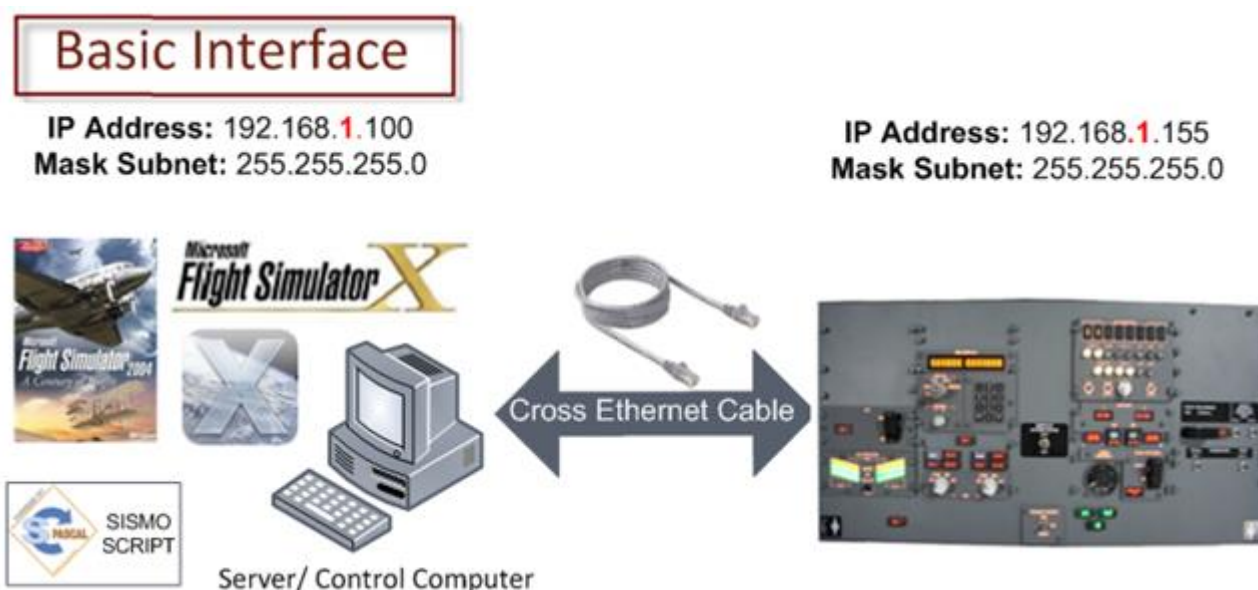 Basic Interface
IP Address: 192.168.1.100
Mask Subnet: 255.255.255.0
IP Address: 192.168.1.155
Mask Subnet: 255.255.255.0
Microsoft
Flight Simulator X
Microsoft
Flight Simulator 2004
A Century of Flight
X
Cross Ethernet Cable
PASCAL
SISMO
SCRIPT
Server/ Control Computer